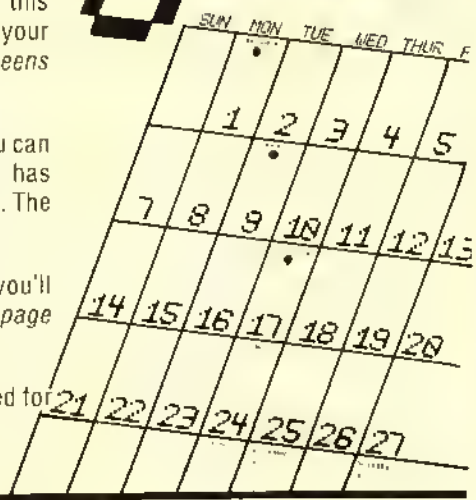 this
your
eens
u can
has
. The
you'll
page
ed for
SUN MON TUE WED THUR F
1 2 3 4 5
7 8 9 10 11 12 13
14 15 16 17 18 19 20
21 22 23 24 25 26 27